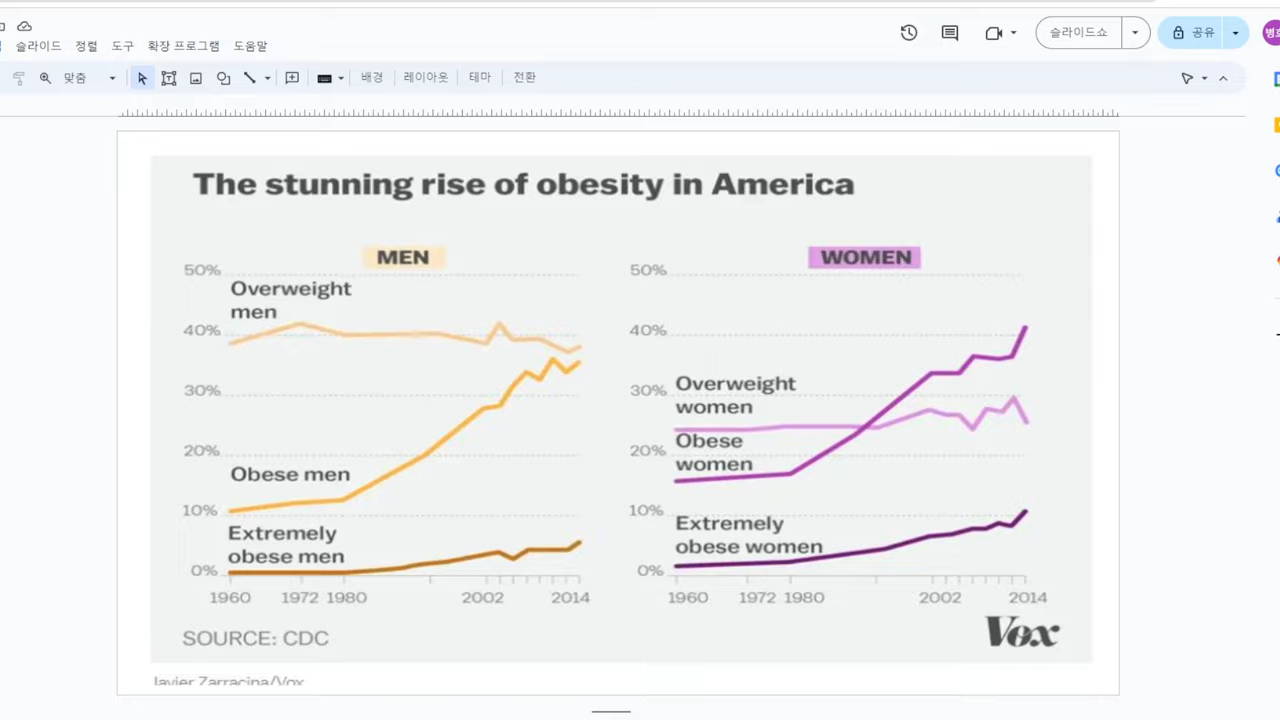 슬라이드 정렬 도구 확장 프로그램 도움말
슬라이드쇼
공유
맞춤
배경 레이아웃 테마 전환
The stunning rise of obesity in America
MEN
50%
Overweight
men
40%
30%
20%
Obese men
10%
Extremely
obese men
0%
1960 1972 1980 2002 2014
WOMEN
50%
40%
30%
Overweight
women
Obese
20%
women
10%
Extremely
obese women
0%
1960 1972 1980 2002 2014
SOURCE: CDC
Vox
Javier Zarracina/Vox